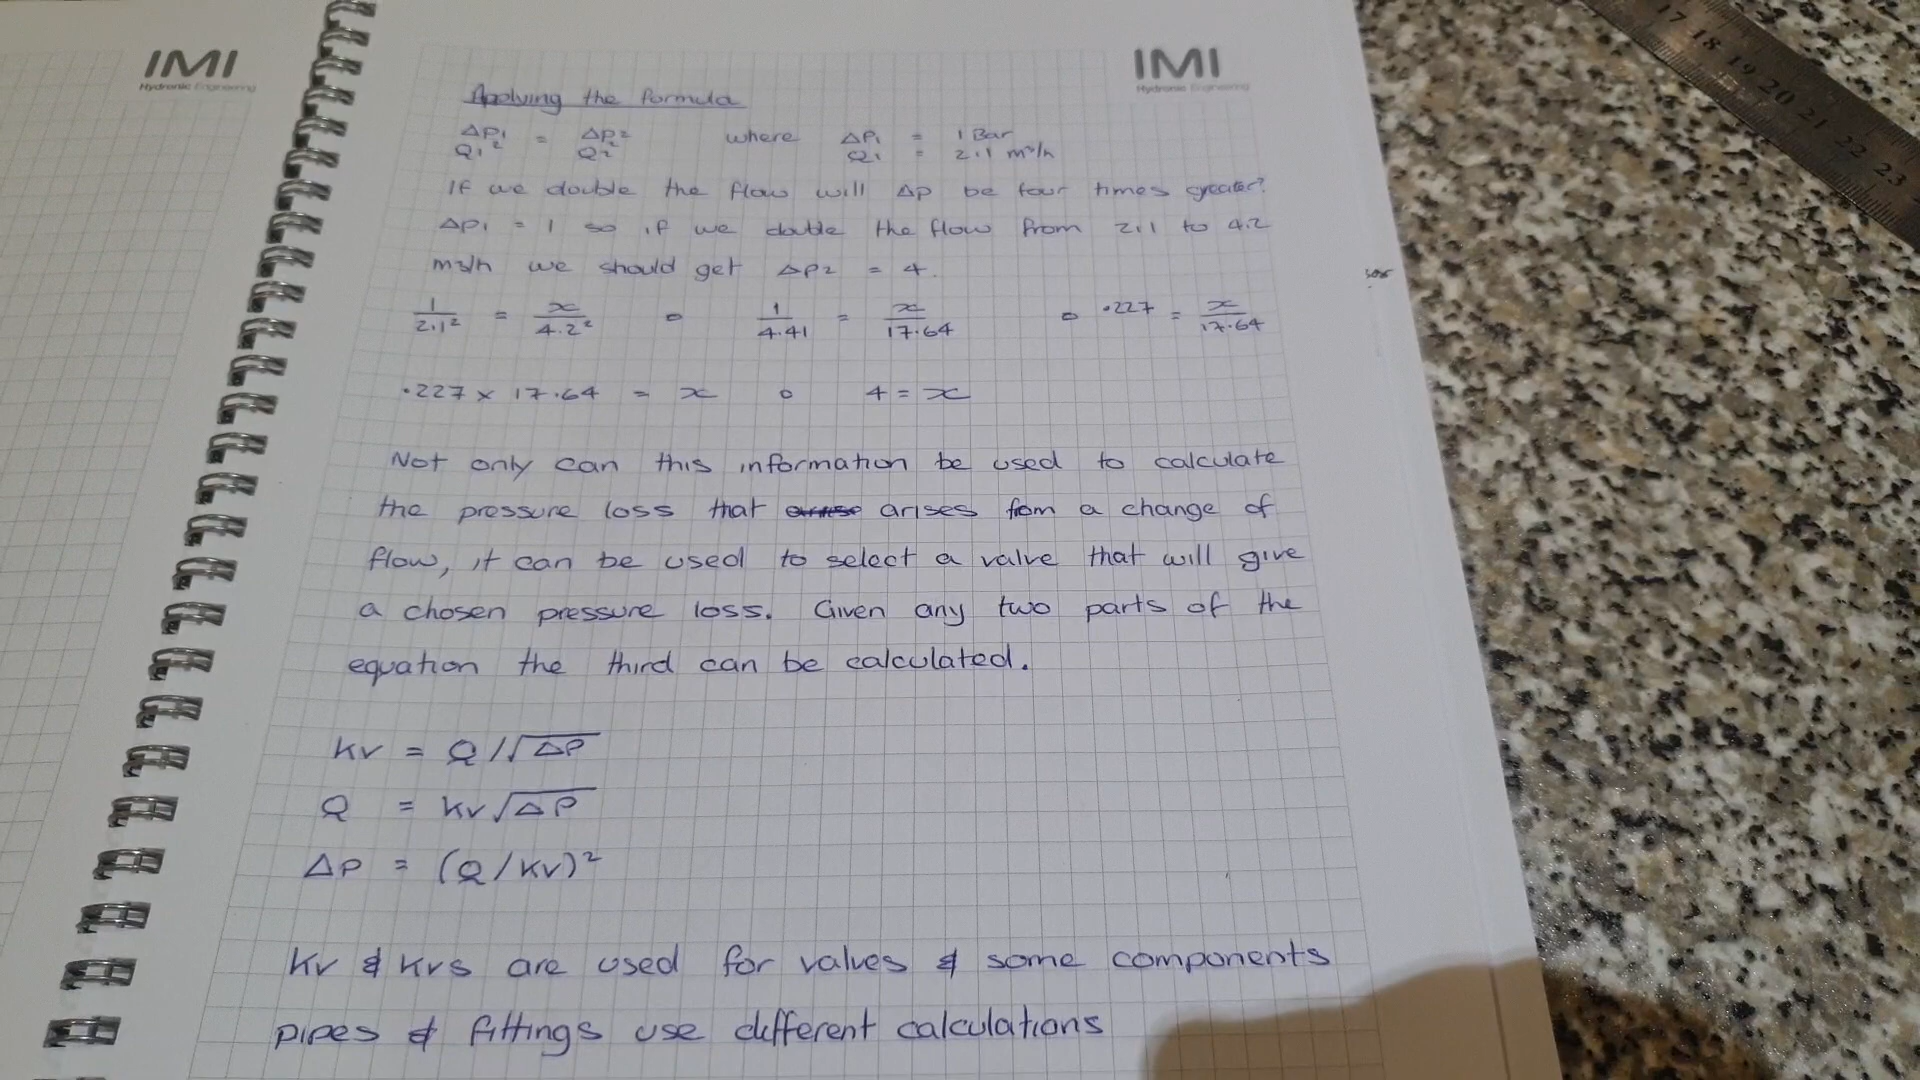 IMI
Hydronic Engineering
IMI
Hydronic Engineering
Applying the formula
ΔP₁/Q₁² = ΔP₂/Q₂² where ΔP₁ = 1 Bar
Q₁ = 2.1 m³/h
If we double the flow will ΔP be four times greater?
ΔP₁ = 1 so if we double the flow from 2.1 to 4.2
m³/h we should get ΔP₂ = 4.
1/2.1² = x/4.2² o 1/4.41 = x/17.64 o .227 = x/17.64
.227 x 17.64 = x o 4 = x
Not only can this information be used to calculate
the pressure loss that arises from a change of
flow, it can be used to select a valve that will give
a chosen pressure loss. Given any two parts of the
equation the third can be calculated.
Kv = Q/√ΔP
Q = Kv√ΔP
ΔP = (Q/Kv)²
Kv & Kvs are used for valves & some components
pipes & fittings use different calculations
17 18 19 20 21 22 23